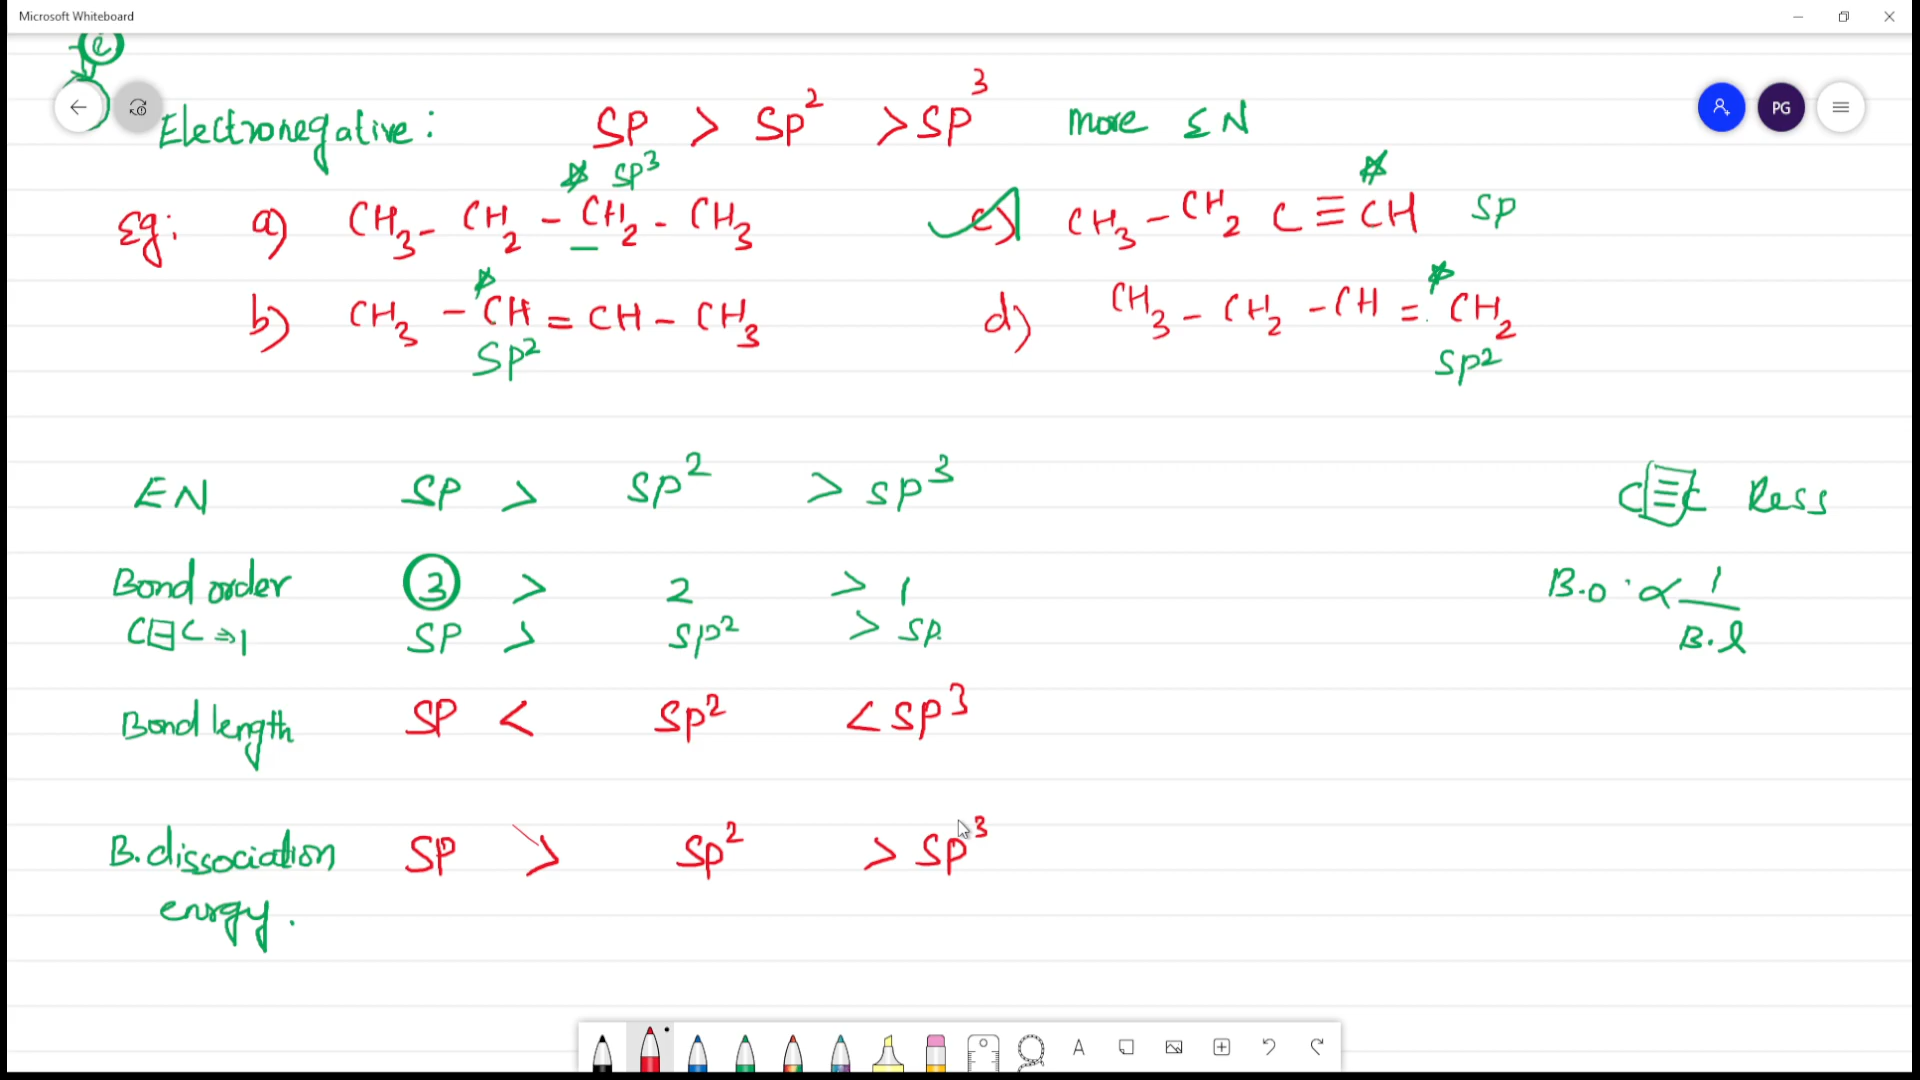 Microsoft Whiteboard
Electronegative: SP > SP² > SP³ more EN
PG
* SP³ *
Eg: a) CH₃ - CH₂ - CH₂ - CH₃ c) CH₃ - CH₂ C ≡ CH SP
* *
b) CH₃ - CH = CH - CH₃ d) CH₃ - CH₂ - CH = CH₂
SP² SP²
EN SP > SP² > SP³ C≡C Less
Bond order 3 > 2 > 1 B.O ∝ 1/B.l
SP > SP² > SP
Bond length SP < SP² < SP³
B. dissociation SP > SP² > SP³
enrgy.
A